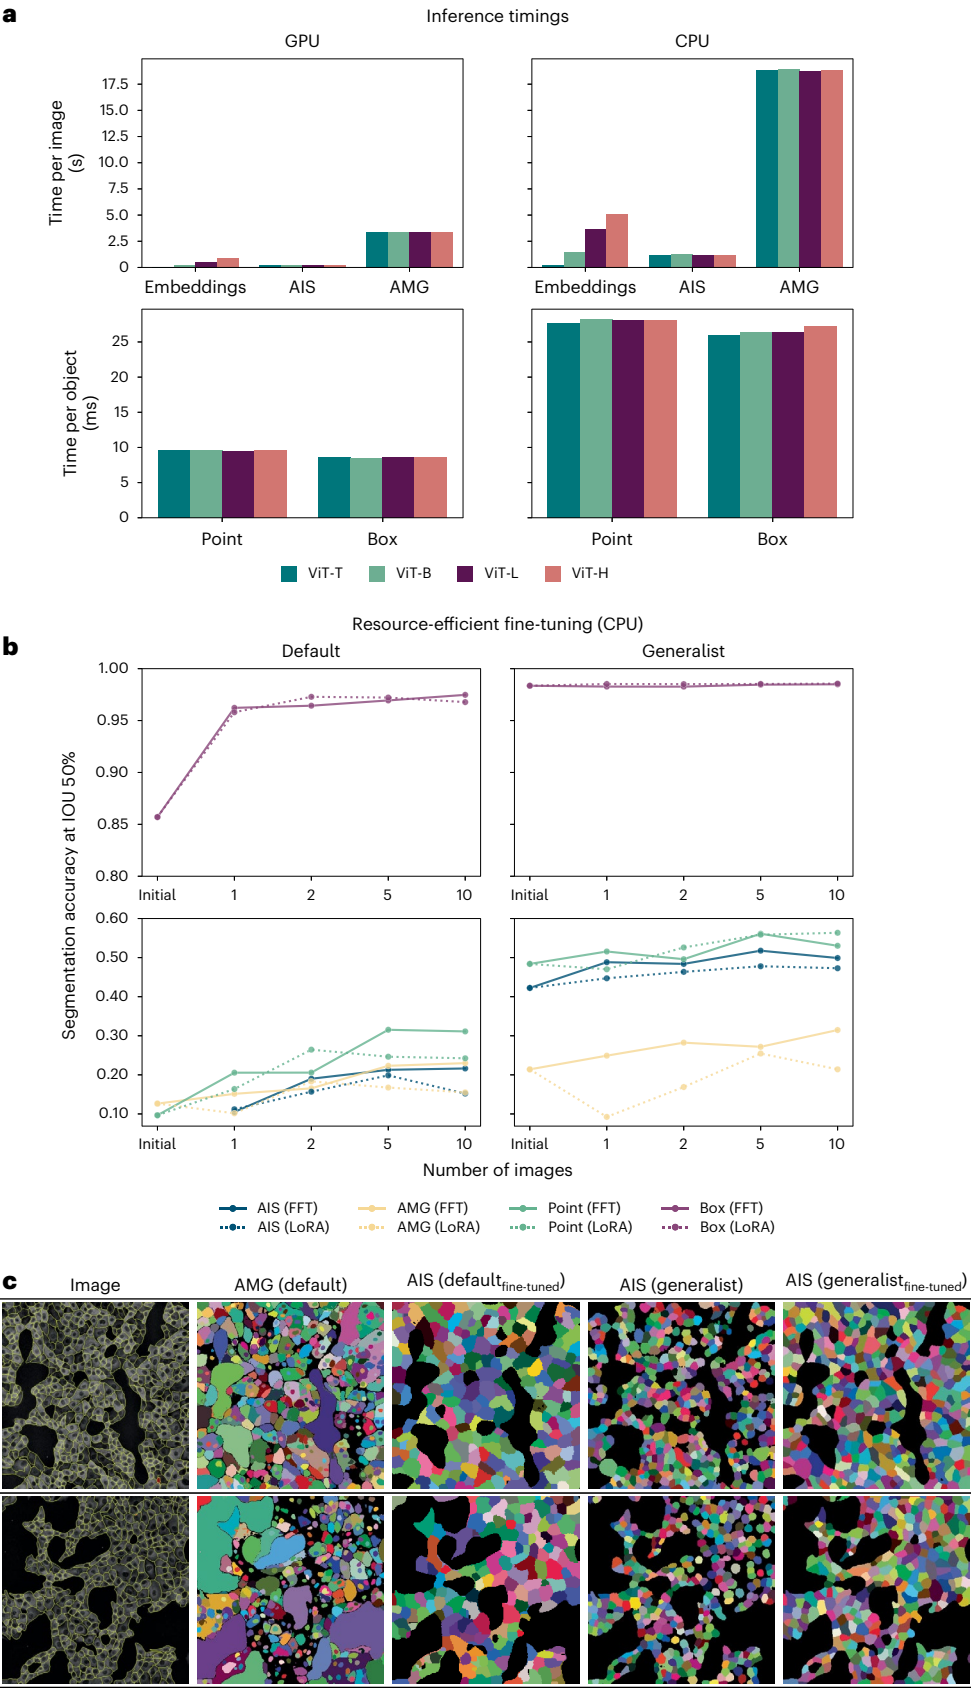 a
Inference timings
GPU
CPU
Time per image
(s)
17.5
15.0
12.5
10.0
7.5
5.0
2.5
0
Embeddings AIS AMG
Embeddings AIS AMG
Time per object
(ms)
25
20
15
10
5
0
Point Box
Point Box
ViT-T ViT-B ViT-L ViT-H
b
Resource-efficient fine-tuning (CPU)
Default
Generalist
Segmentation accuracy at IOU 50%
1.00
0.95
0.90
0.85
0.80
Initial 1 2 5 10
Initial 1 2 5 10
0.60
0.50
0.40
0.30
0.20
0.10
Initial 1 2 5 10
Initial 1 2 5 10
Number of images
AIS (FFT) AMG (FFT) Point (FFT) Box (FFT)
AIS (LoRA) AMG (LoRA) Point (LoRA) Box (LoRA)
c
Image AMG (default) AIS (default fine-tuned) AIS (generalist) AIS (generalist fine-tuned)